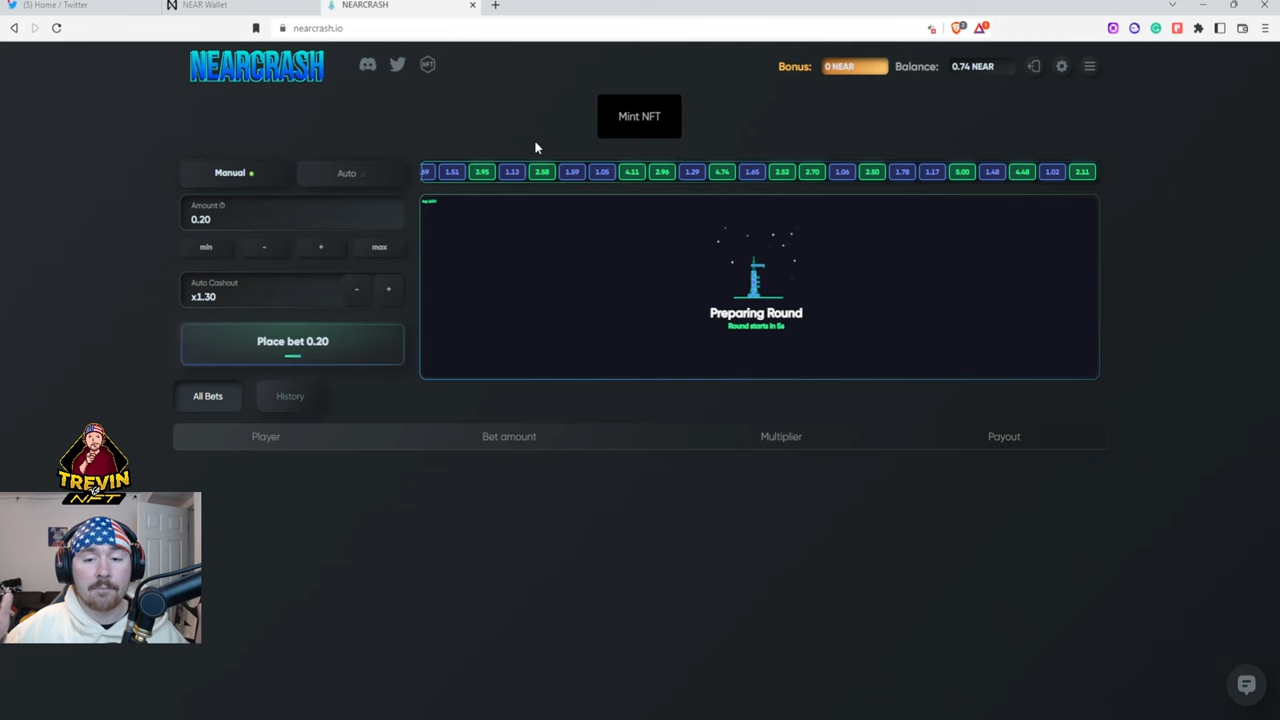 (5) Home / Twitter
NEAR Wallet
NEARCRASH
nearcrash.io
NEARCRASH
NFT
Bonus:
0 NEAR
Balance:
0.74 NEAR
Mint NFT
Manual
Auto
69 1.51 3.95 1.13 2.58 1.59 1.05 4.11 2.96 1.29 4.74 1.65 2.52 2.70 1.06 2.50 1.78 1.17 5.00 1.48 4.48 1.02 2.11
Amount
0.20
min
-
+
max
Auto Cashout
x1.30
-
+
Preparing Round
Round starts in 5s
Place bet 0.20
All Bets
History
Player
Bet amount
Multiplier
Payout
TREVIN
NFT